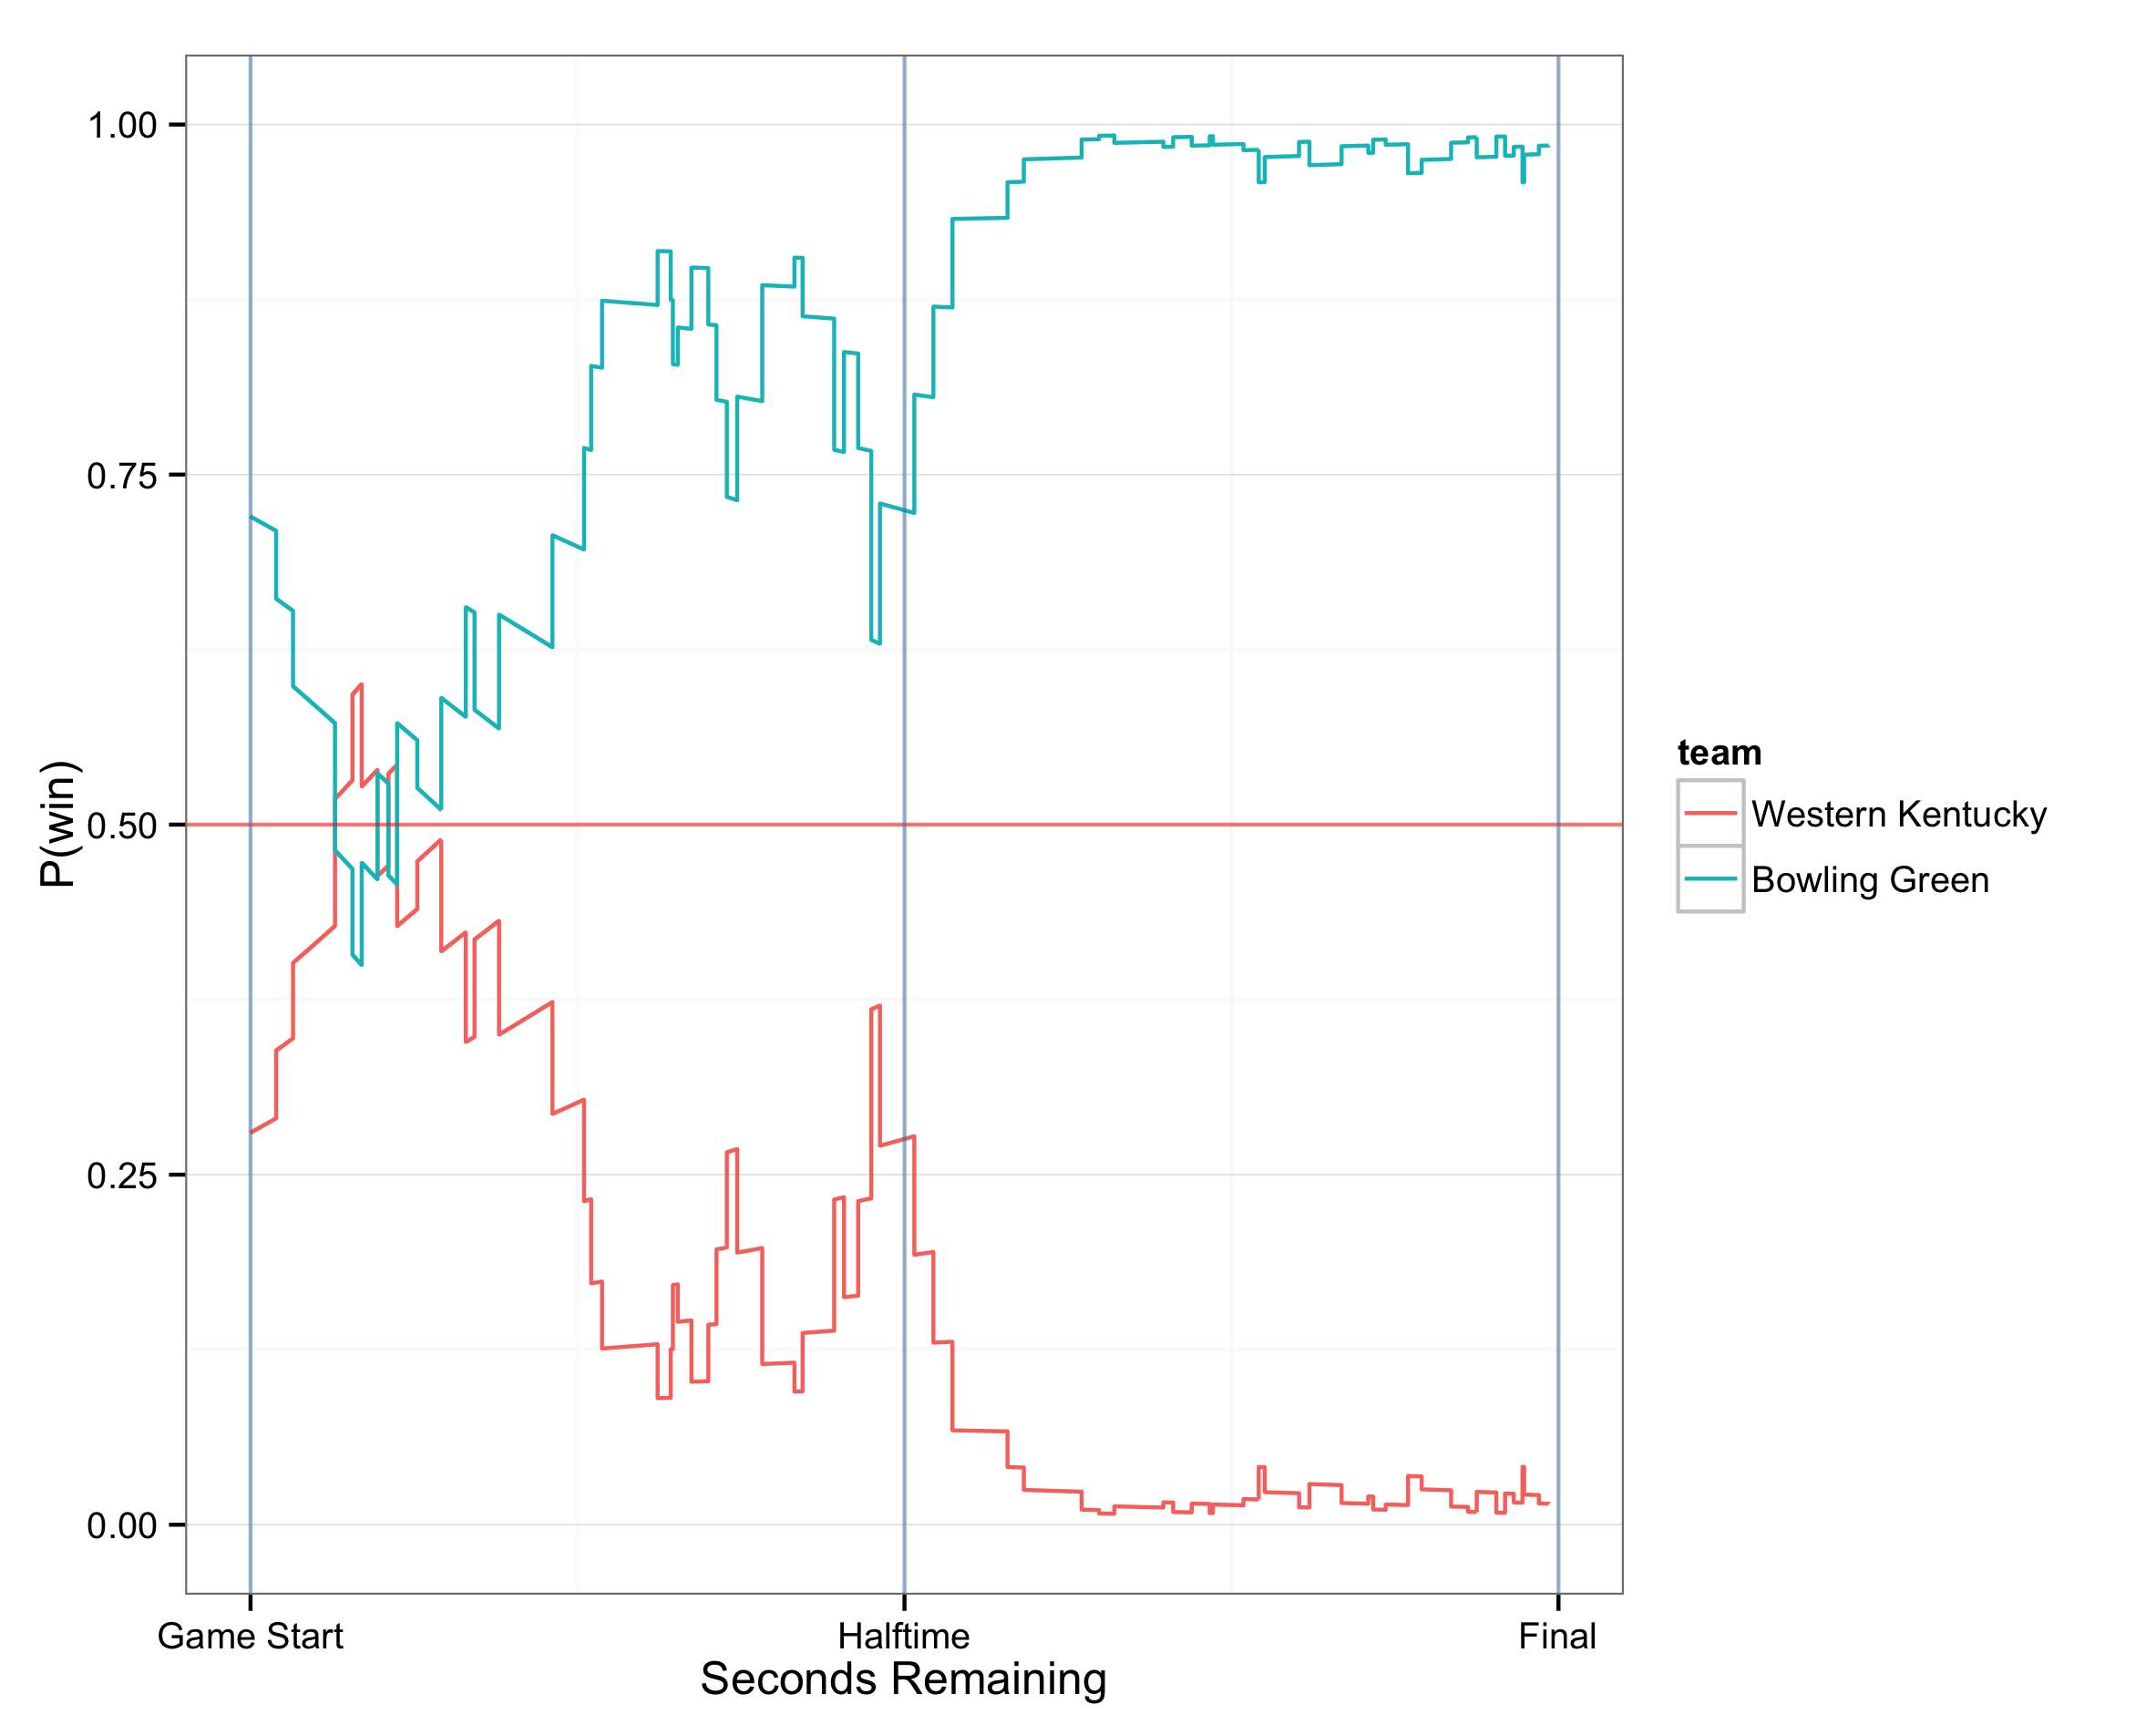 1.00
0.75
0.50
0.25
0.00
P(win)
Game Start
Halftime
Final
Seconds Remaining
team
Western Kentucky
Bowling Green